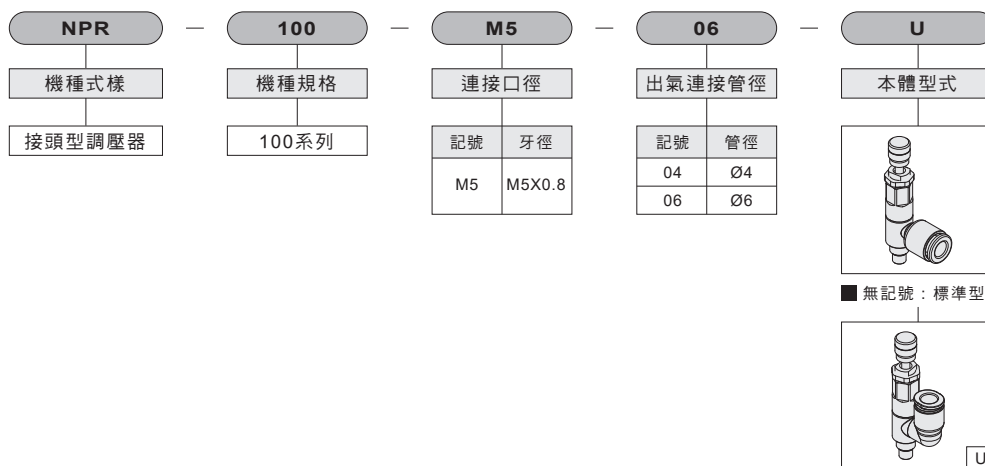 NPR — 100 — M5 — 06 — U
機種式樣
接頭型調壓器
機種規格
100系列
連接口徑
記號 牙徑
M5 M5X0.8
出氣連接管徑
記號 管徑
04 Ø4
06 Ø6
本體型式
■ 無記號：標準型
U